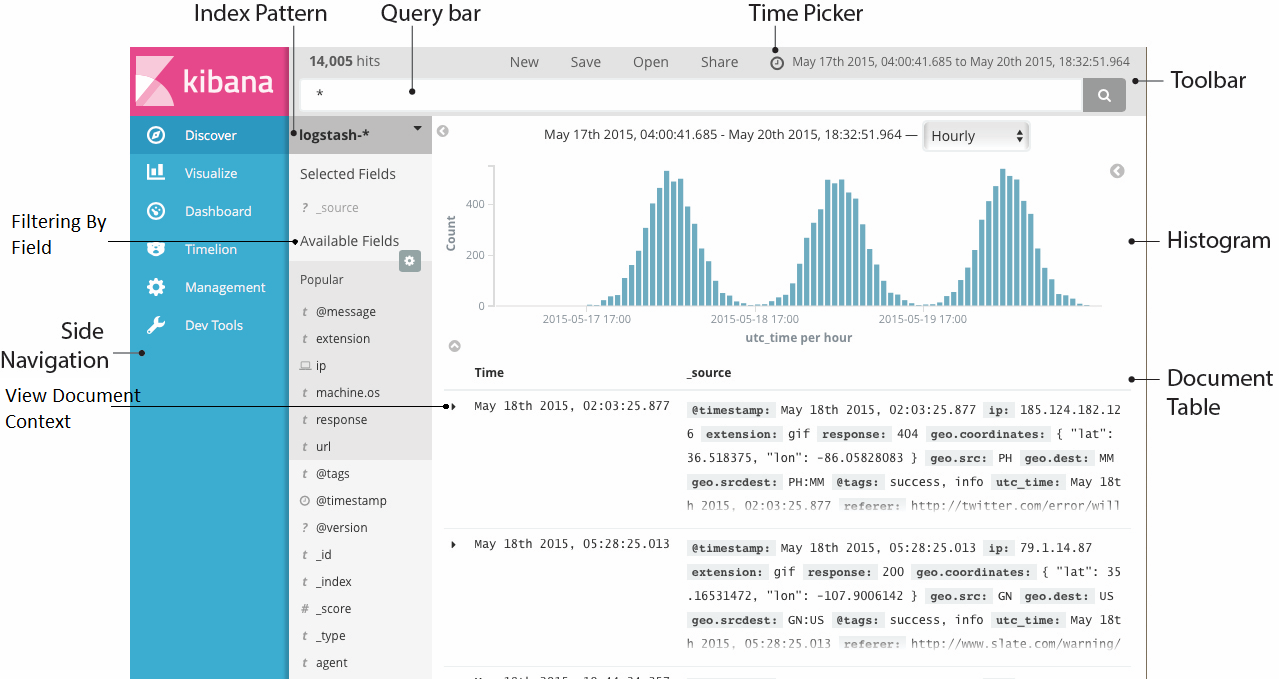 Index Pattern
Query bar
Time Picker
kibana
14,005 hits
New
Save
Open
Share
May 17th 2015, 04:00:41.685 to May 20th 2015, 18:32:51.964
*
Toolbar
Discover
Visualize
Dashboard
Timelion
Management
Dev Tools
Filtering By
Field
Side
Navigation
View Document
Context
logstash-*
Selected Fields
? _source
Available Fields
Popular
t @message
t extension
ip
t machine.os
t response
t url
t @tags
@timestamp
? @version
t _id
t _index
# _score
t _type
t agent
May 17th 2015, 04:00:41.685 - May 20th 2015, 18:32:51.964 —
Hourly
Count
400
200
0
2015-05-17 17:00
2015-05-18 17:00
2015-05-19 17:00
utc_time per hour
Histogram
Document
Table
Time
_source
May 18th 2015, 02:03:25.877
@timestamp: May 18th 2015, 02:03:25.877 ip: 185.124.182.12
6 extension: gif response: 404 geo.coordinates: { "lat":
36.518375, "lon": -86.05828083 } geo.src: PH geo.dest: MM
geo.srcdest: PH:MM @tags: success, info utc_time: May 18t
h 2015, 02:03:25.877 referer: http://twitter.com/error/will
May 18th 2015, 05:28:25.013
@timestamp: May 18th 2015, 05:28:25.013 ip: 79.1.14.87
extension: gif response: 200 geo.coordinates: { "lat": 35
.16531472, "lon": -107.9006142 } geo.src: GN geo.dest: US
geo.srcdest: GN:US @tags: success, info utc_time: May 18t
h 2015, 05:28:25.013 referer: http://www.slate.com/warning/